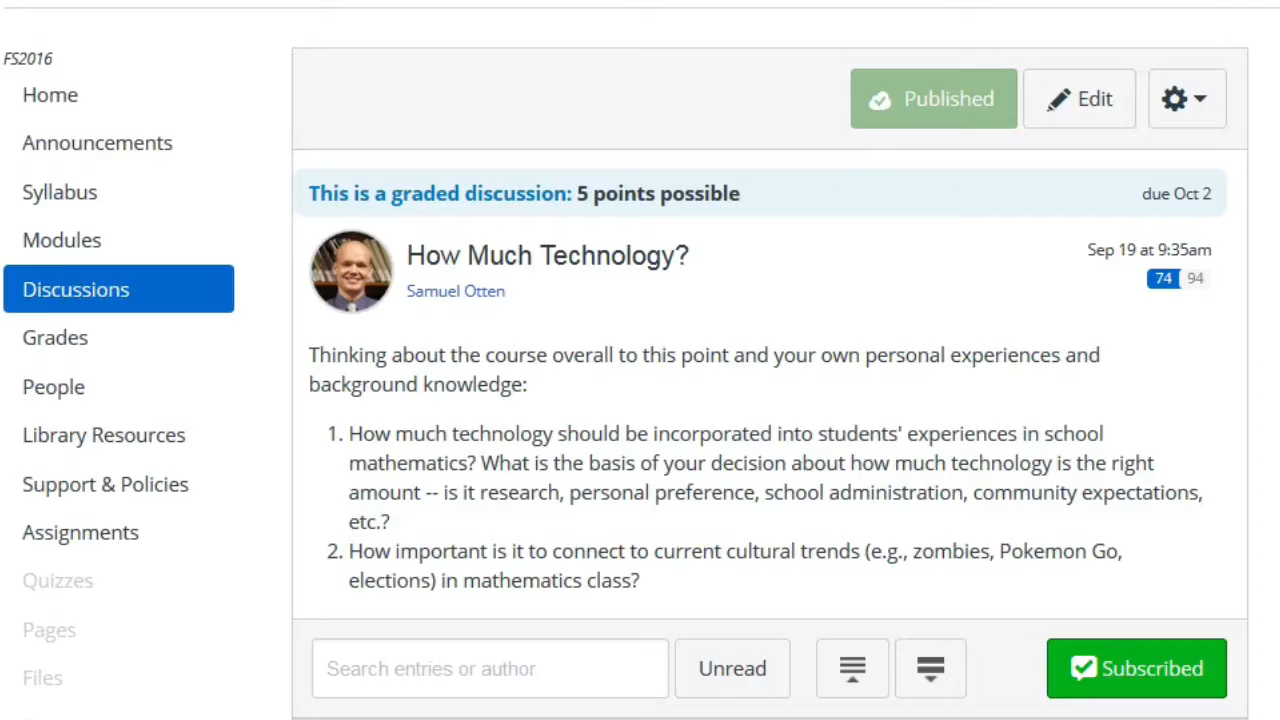 FS2016
Home
Announcements
Syllabus
Modules
Discussions
Grades
People
Library Resources
Support & Policies
Assignments
Quizzes
Pages
Files
Published
Edit
This is a graded discussion: 5 points possible
due Oct 2
How Much Technology?
Samuel Otten
Sep 19 at 9:35am
74 94
Thinking about the course overall to this point and your own personal experiences and
background knowledge:
1. How much technology should be incorporated into students' experiences in school
mathematics? What is the basis of your decision about how much technology is the right
amount -- is it research, personal preference, school administration, community expectations,
etc.?
2. How important is it to connect to current cultural trends (e.g., zombies, Pokemon Go,
elections) in mathematics class?
Search entries or author
Unread
Subscribed